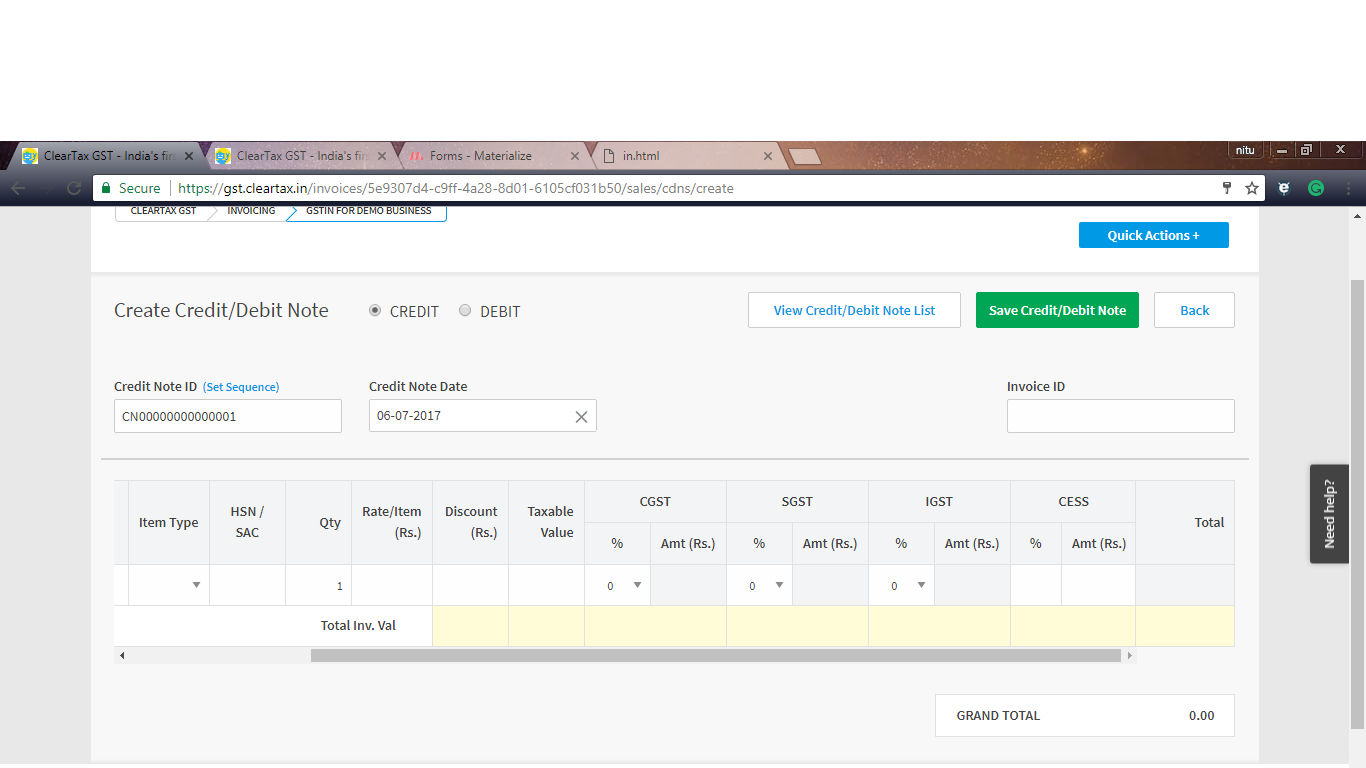 ClearTax GST - India's fir
ClearTax GST - India's fir
Forms - Materialize
in.html
nitu
Secure
https://gst.cleartax.in/invoices/5e9307d4-c9ff-4a28-8d01-6105cf031b50/sales/cdns/create
CLEARTAX GST
INVOICING
GSTIN FOR DEMO BUSINESS
Quick Actions +
Create Credit/Debit Note
CREDIT
DEBIT
View Credit/Debit Note List
Save Credit/Debit Note
Back
Credit Note ID (Set Sequence)
Credit Note Date
Invoice ID
CN00000000000001
06-07-2017
Need help?
Item Type
HSN /
SAC
Qty
Rate/Item
(Rs.)
Discount
(Rs.)
Taxable
Value
CGST
SGST
IGST
CESS
Total
%
Amt (Rs.)
%
Amt (Rs.)
%
Amt (Rs.)
%
Amt (Rs.)
1
0
0
0
Total Inv. Val
GRAND TOTAL
0.00